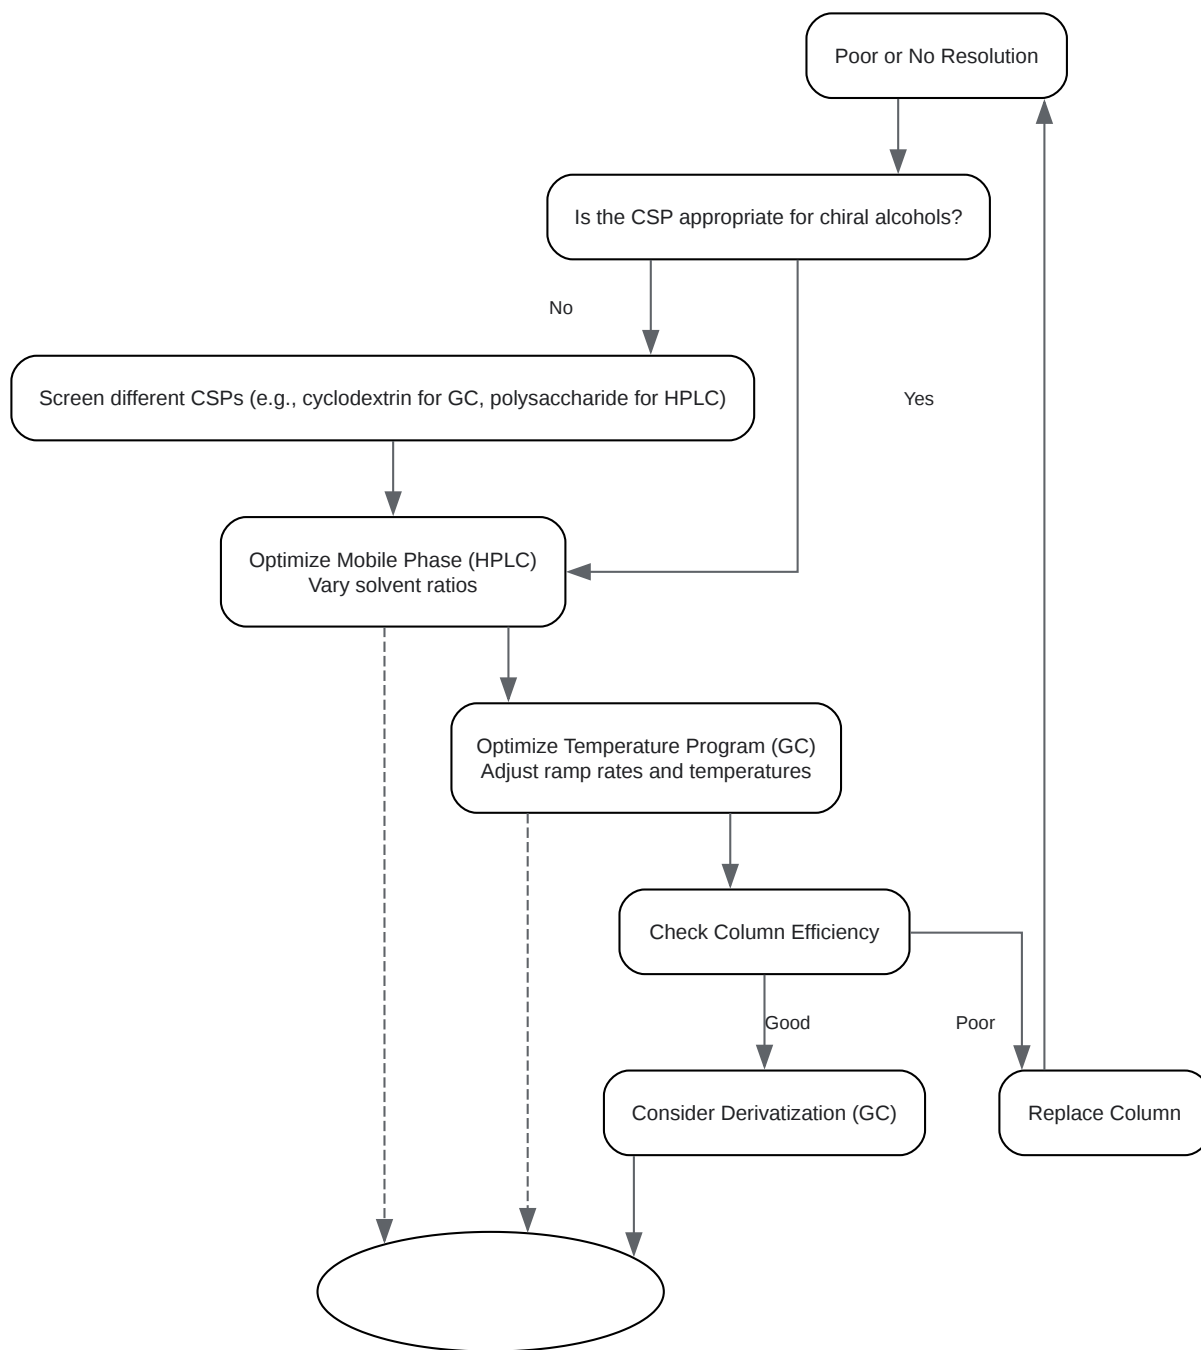 Poor or No Resolution
Is the CSP appropriate for chiral alcohols?
No
Screen different CSPs (e.g., cyclodextrin for GC, polysaccharide for HPLC)
Yes
Optimize Mobile Phase (HPLC)
Vary solvent ratios
Optimize Temperature Program (GC)
Adjust ramp rates and temperatures
Check Column Efficiency
Good
Poor
Consider Derivatization (GC)
Replace Column